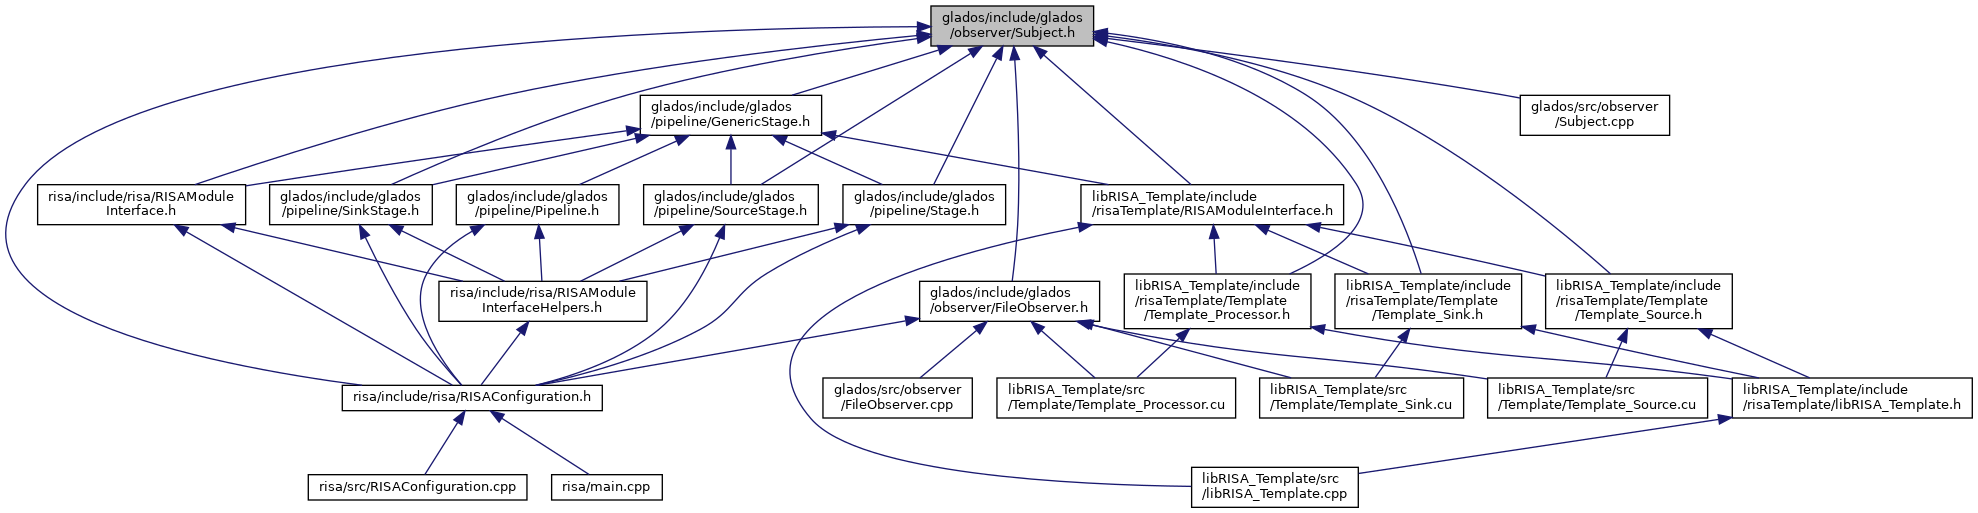 glados/include/glados
/observer/Subject.h
glados/include/glados
/pipeline/GenericStage.h
glados/src/observer
/Subject.cpp
risa/include/risa/RISAModule
Interface.h
glados/include/glados
/pipeline/SinkStage.h
glados/include/glados
/pipeline/Pipeline.h
glados/include/glados
/pipeline/SourceStage.h
glados/include/glados
/pipeline/Stage.h
libRISA_Template/include
/risaTemplate/RISAModuleInterface.h
risa/include/risa/RISAModule
InterfaceHelpers.h
glados/include/glados
/observer/FileObserver.h
libRISA_Template/include
/risaTemplate/Template
/Template_Processor.h
libRISA_Template/include
/risaTemplate/Template
/Template_Sink.h
libRISA_Template/include
/risaTemplate/Template
/Template_Source.h
risa/include/risa/RISAConfiguration.h
glados/src/observer
/FileObserver.cpp
libRISA_Template/src
/Template/Template_Processor.cu
libRISA_Template/src
/Template/Template_Sink.cu
libRISA_Template/src
/Template/Template_Source.cu
libRISA_Template/include
/risaTemplate/libRISA_Template.h
risa/src/RISAConfiguration.cpp
risa/main.cpp
libRISA_Template/src
/libRISA_Template.cpp